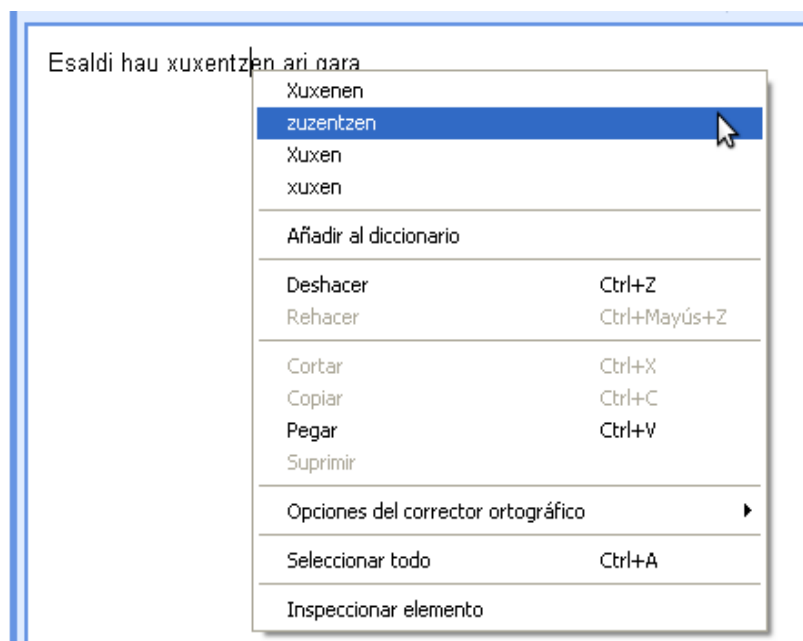 Esaldi hau xuxentzen ari gara
Xuxenen
zuzentzen
Xuxen
xuxen
Añadir al diccionario
Deshacer Ctrl+Z
Rehacer Ctrl+Mayús+Z
Cortar Ctrl+X
Copiar Ctrl+C
Pegar Ctrl+V
Suprimir
Opciones del corrector ortográfico
Seleccionar todo Ctrl+A
Inspeccionar elemento